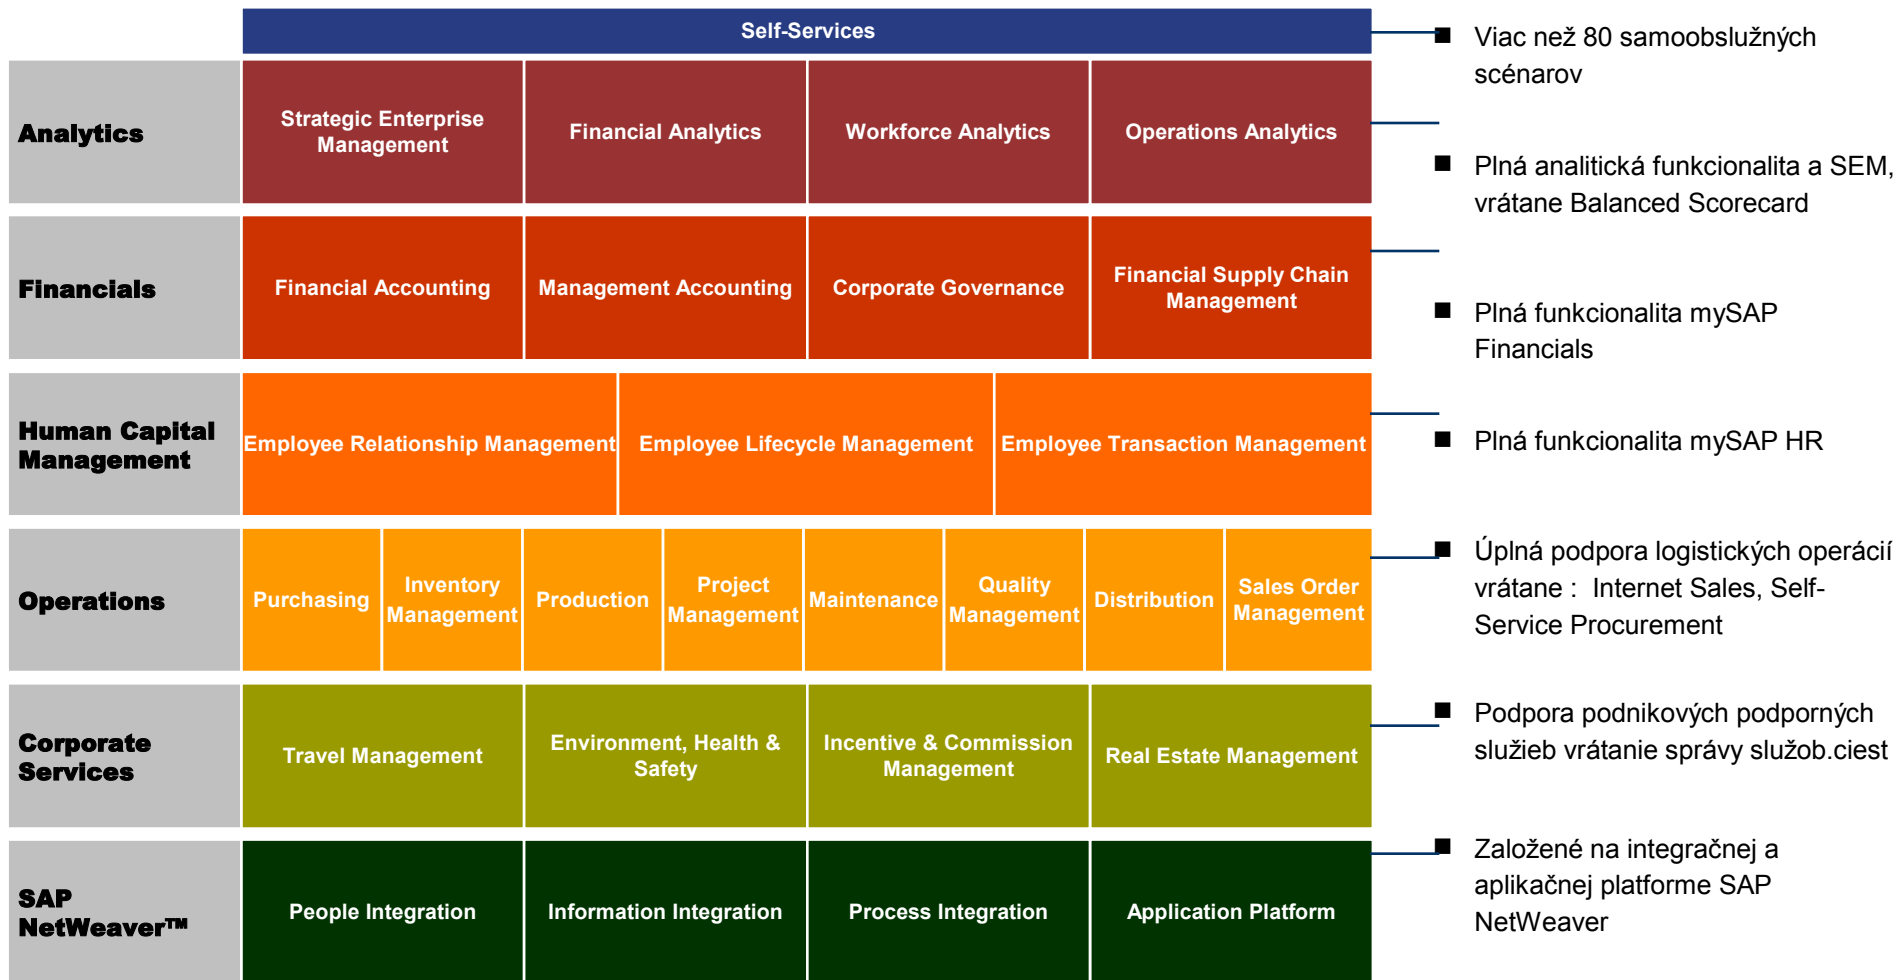 Self-Services
Analytics
Strategic Enterprise
Management
Financial Analytics
Workforce Analytics
Operations Analytics
Financials
Financial Accounting
Management Accounting
Corporate Governance
Financial Supply Chain
Management
Human Capital
Management
Employee Relationship Management
Employee Lifecycle Management
Employee Transaction Management
Operations
Purchasing
Inventory
Management
Production
Project
Management
Maintenance
Quality
Management
Distribution
Sales Order
Management
Corporate
Services
Travel Management
Environment, Health &
Safety
Incentive & Commission
Management
Real Estate Management
SAP
NetWeaver™
People Integration
Information Integration
Process Integration
Application Platform
■ Viac než 80 samoobslužných
scénarov
■ Plná analitická funkcionalita a SEM,
vrátane Balanced Scorecard
■ Plná funkcionalita mySAP
Financials
■ Plná funkcionalita mySAP HR
■ Úplná podpora logistických operácií
vrátane : Internet Sales, Self-
Service Procurement
■ Podpora podnikových podporných
služieb vrátanie správy služob.ciest
■ Založené na integračnej a
aplikačnej platforme SAP
NetWeaver